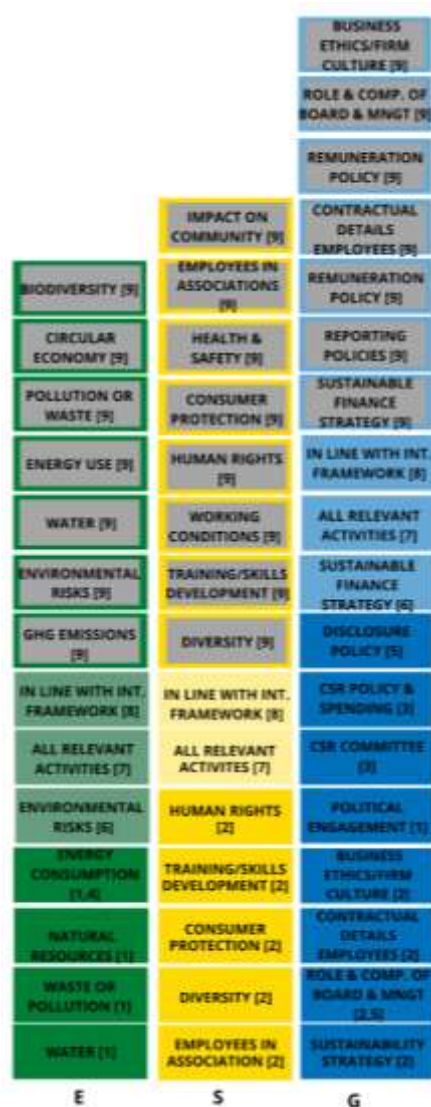 BIODIVERSITY [9]
CIRCULAR
ECONOMY [9]
POLLUTION OR
WASTE [9]
ENERGY USE [9]
WATER [9]
ENVIRONMENTAL
RISKS [9]
GHG EMISSIONS
[9]
IN LINE WITH INT.
FRAMEWORK [8]
ALL RELEVANT
ACTIVITIES [7]
ENVIRONMENTAL
RISKS [6]
ENERGY
CONSUMPTION
[1,4]
NATURAL
RESOURCES [1]
WASTE OR
POLLUTION [1]
WATER [1]
E
IMPACT ON
COMMUNITY [9]
EMPLOYEES IN
ASSOCIATIONS
[9]
HEALTH &
SAFETY [9]
CONSUMER
PROTECTION [9]
HUMAN RIGHTS
[9]
WORKING
CONDITIONS [9]
TRAINING/SKILLS
DEVELOPMENT [9]
DIVERSITY [9]
IN LINE WITH INT.
FRAMEWORK [8]
ALL RELEVANT
ACTIVITES [7]
HUMAN RIGHTS
[2]
TRAINING/SKILLS
DEVELOPMENT [2]
CONSUMER
PROTECTION [2]
DIVERSITY [2]
EMPLOYEES IN
ASSOCIATION [2]
S
BUSINESS
ETHICS/FIRM
CULTURE [9]
ROLE & COMP. OF
BOARD & MNGT [9]
REMUNERATION
POLICY [9]
CONTRACTUAL
DETAILS
EMPLOYEES [9]
REMUNERATION
POLICY [9]
REPORTING
POLICIES [9]
SUSTAINABLE
FINANCE
STRATEGY [9]
IN LINE WITH INT.
FRAMEWORK [8]
ALL RELEVANT
ACTIVITIES [7]
SUSTAINABLE
FINANCE
STRATEGY [6]
DISCLOSURE
POLICY [5]
CSR POLICY &
SPENDING [3]
CSR COMMITTEE
[3]
POLITICAL
ENGAGEMENT [1]
BUSINESS
ETHICS/FIRM
CULTURE [2]
CONTRACTUAL
DETAILS
EMPLOYEES [2]
ROLE & COMP. OF
BOARD & MNGT
[2,5]
SUSTAINABILITY
STRATEGY [2]
G